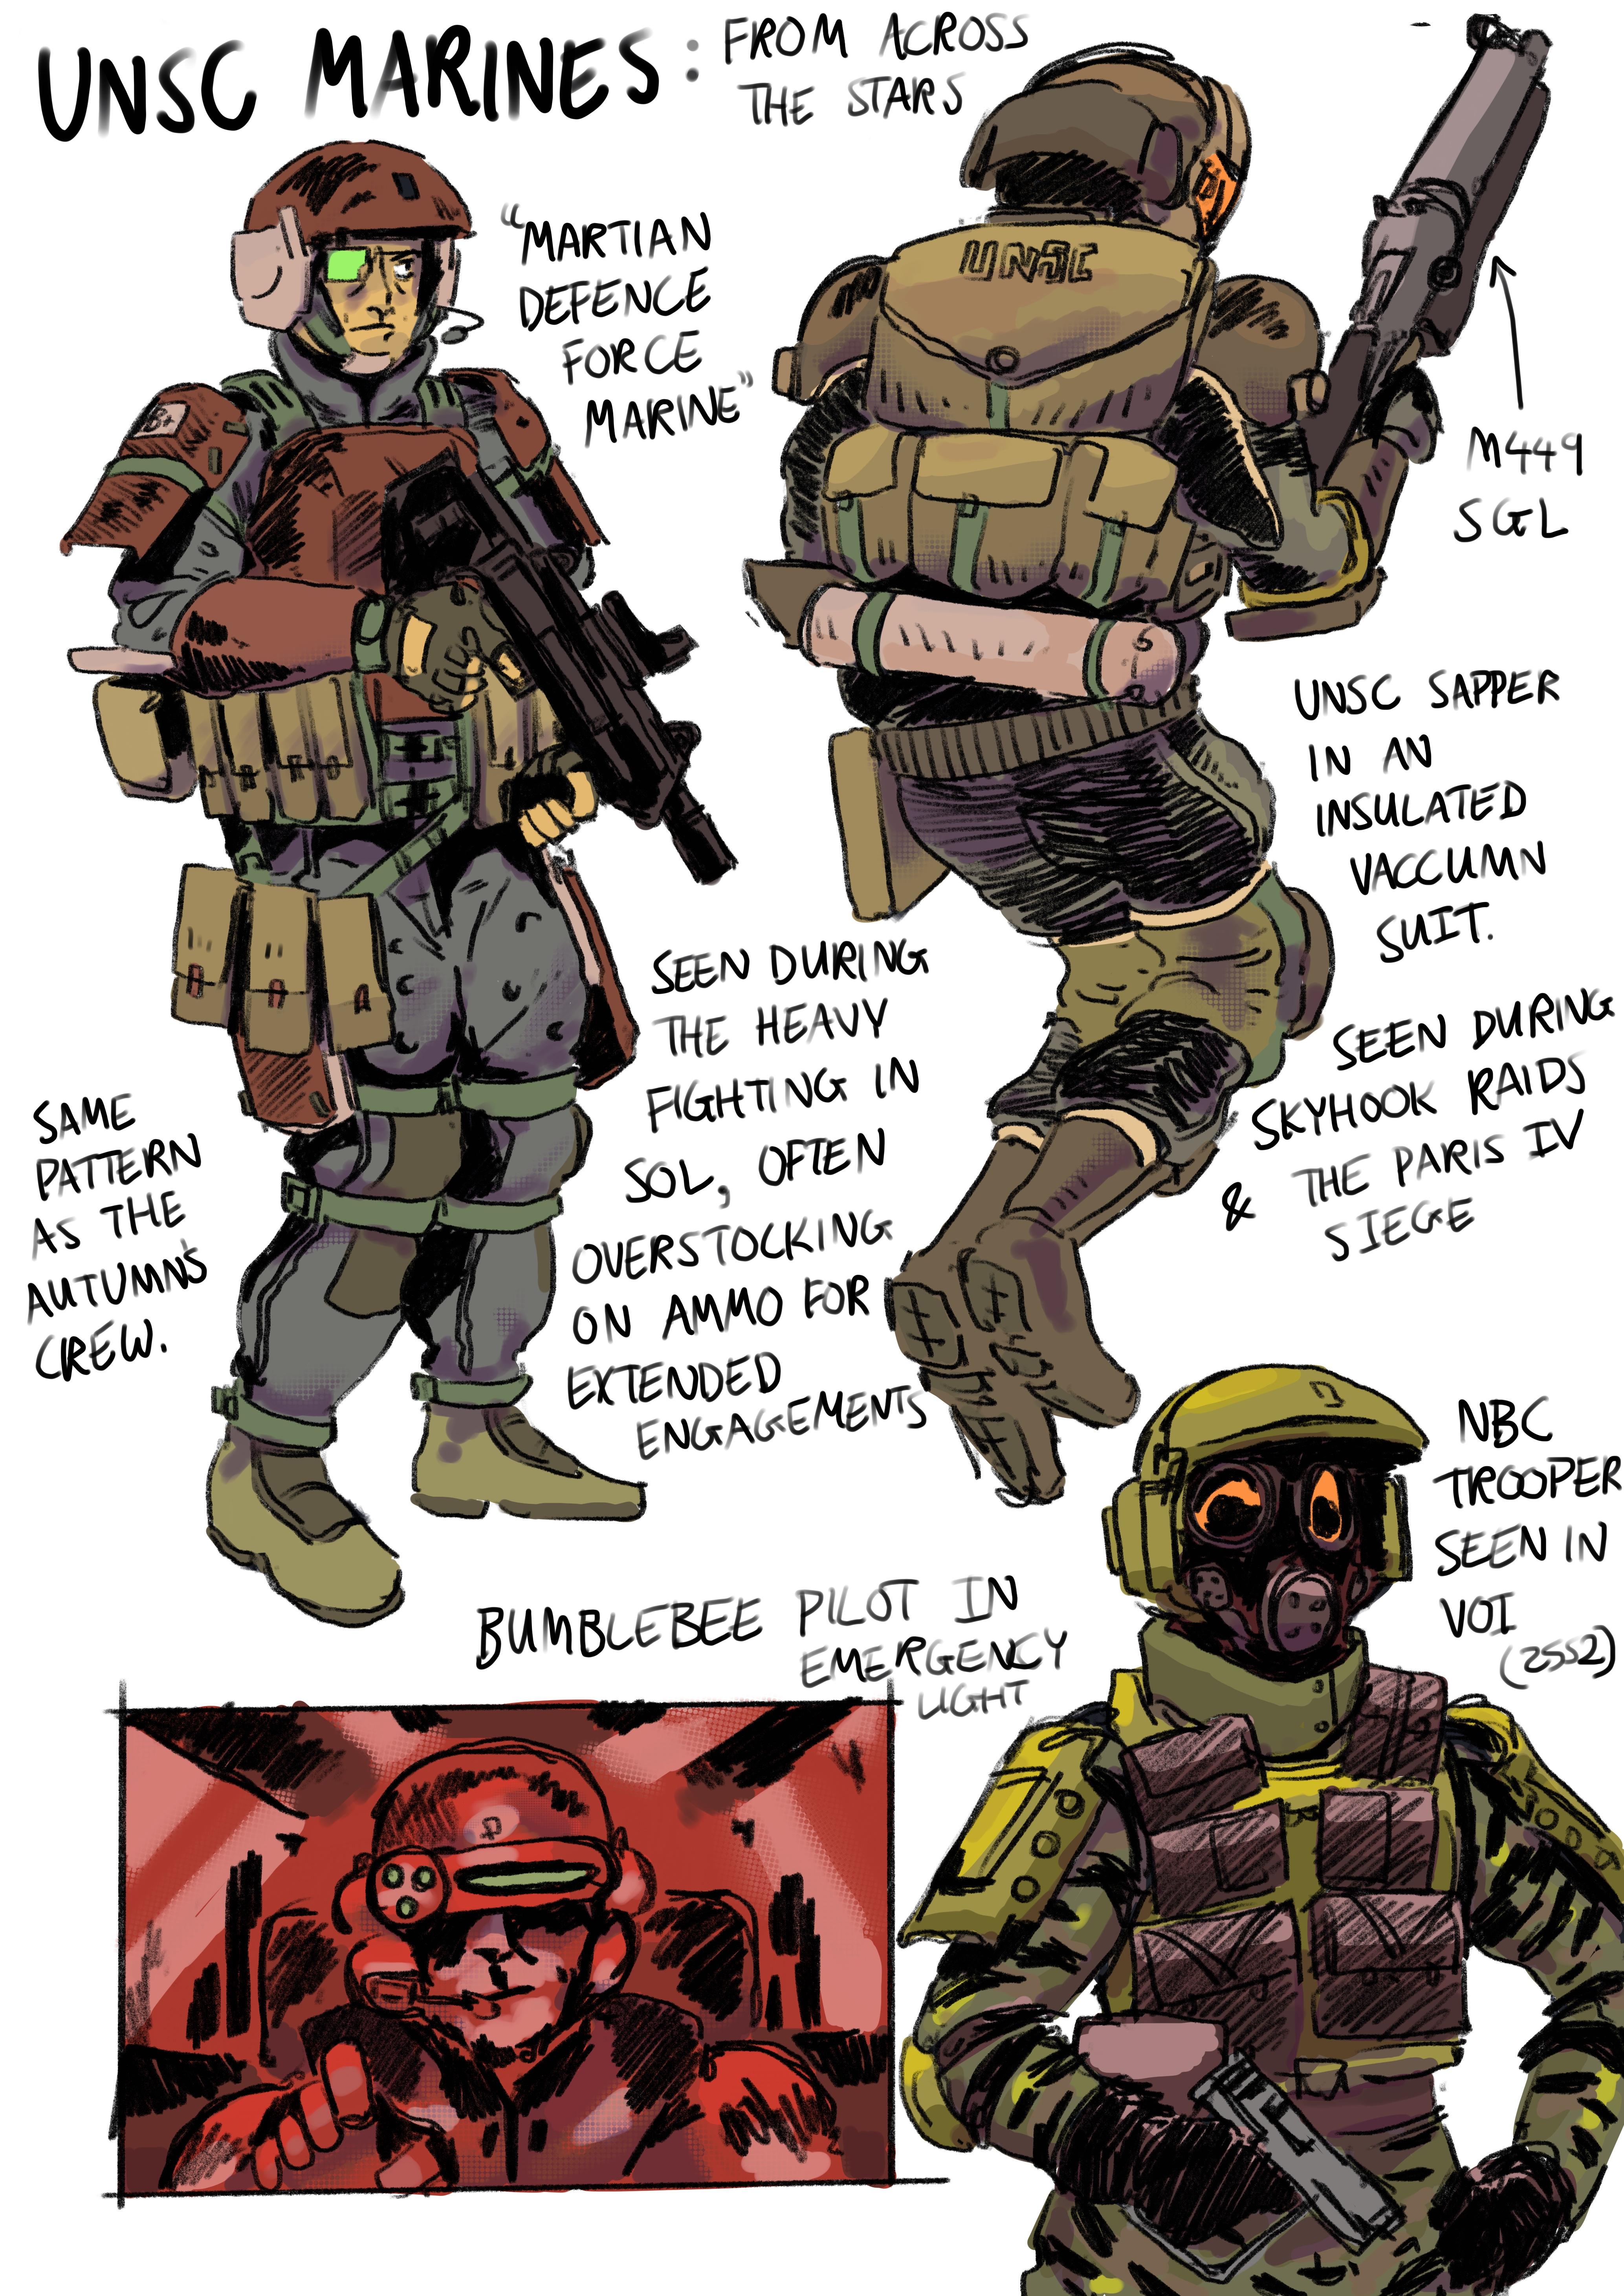 UNSC MARINES: FROM ACROSS
THE STARS
"MARTIAN
DEFENCE
FORCE
MARINE"
UNSC
M449
SGL
UNSC SAPPER
IN AN
INSULATED
VACCUMN
SUIT.
SEEN DURING
SKYHOOK RAIDS
& THE PARIS IV
SIEGE
SEEN DURING
THE HEAVY
FIGHTING IN
SOL, OFTEN
OVERSTOCKING
ON AMMO FOR
EXTENDED
ENGAGEMENTS
SAME
PATTERN
AS THE
AUTUMN'S
CREW.
NBC
TROOPER
SEEN IN
VOI
(2552)
BUMBLEBEE PILOT IN
EMERGENCY
LIGHT